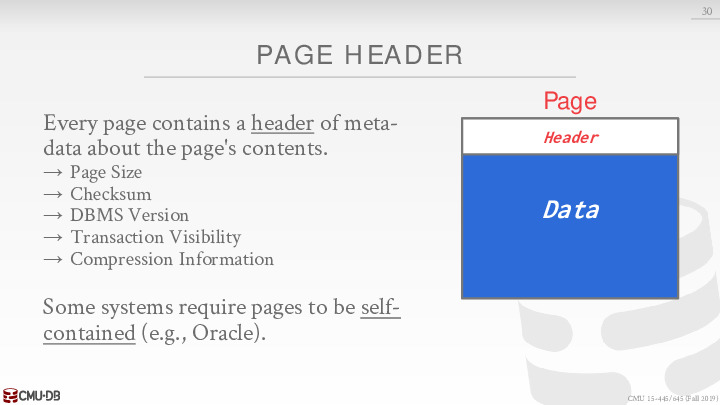 30
PAGE HEADER
Every page contains a header of meta-
data about the page's contents.
→ Page Size
→ Checksum
→ DBMS Version
→ Transaction Visibility
→ Compression Information
Some systems require pages to be self-
contained (e.g., Oracle).
Page
Header
Data
CMU·DB
CMU 15-445/645 (Fall 2019)